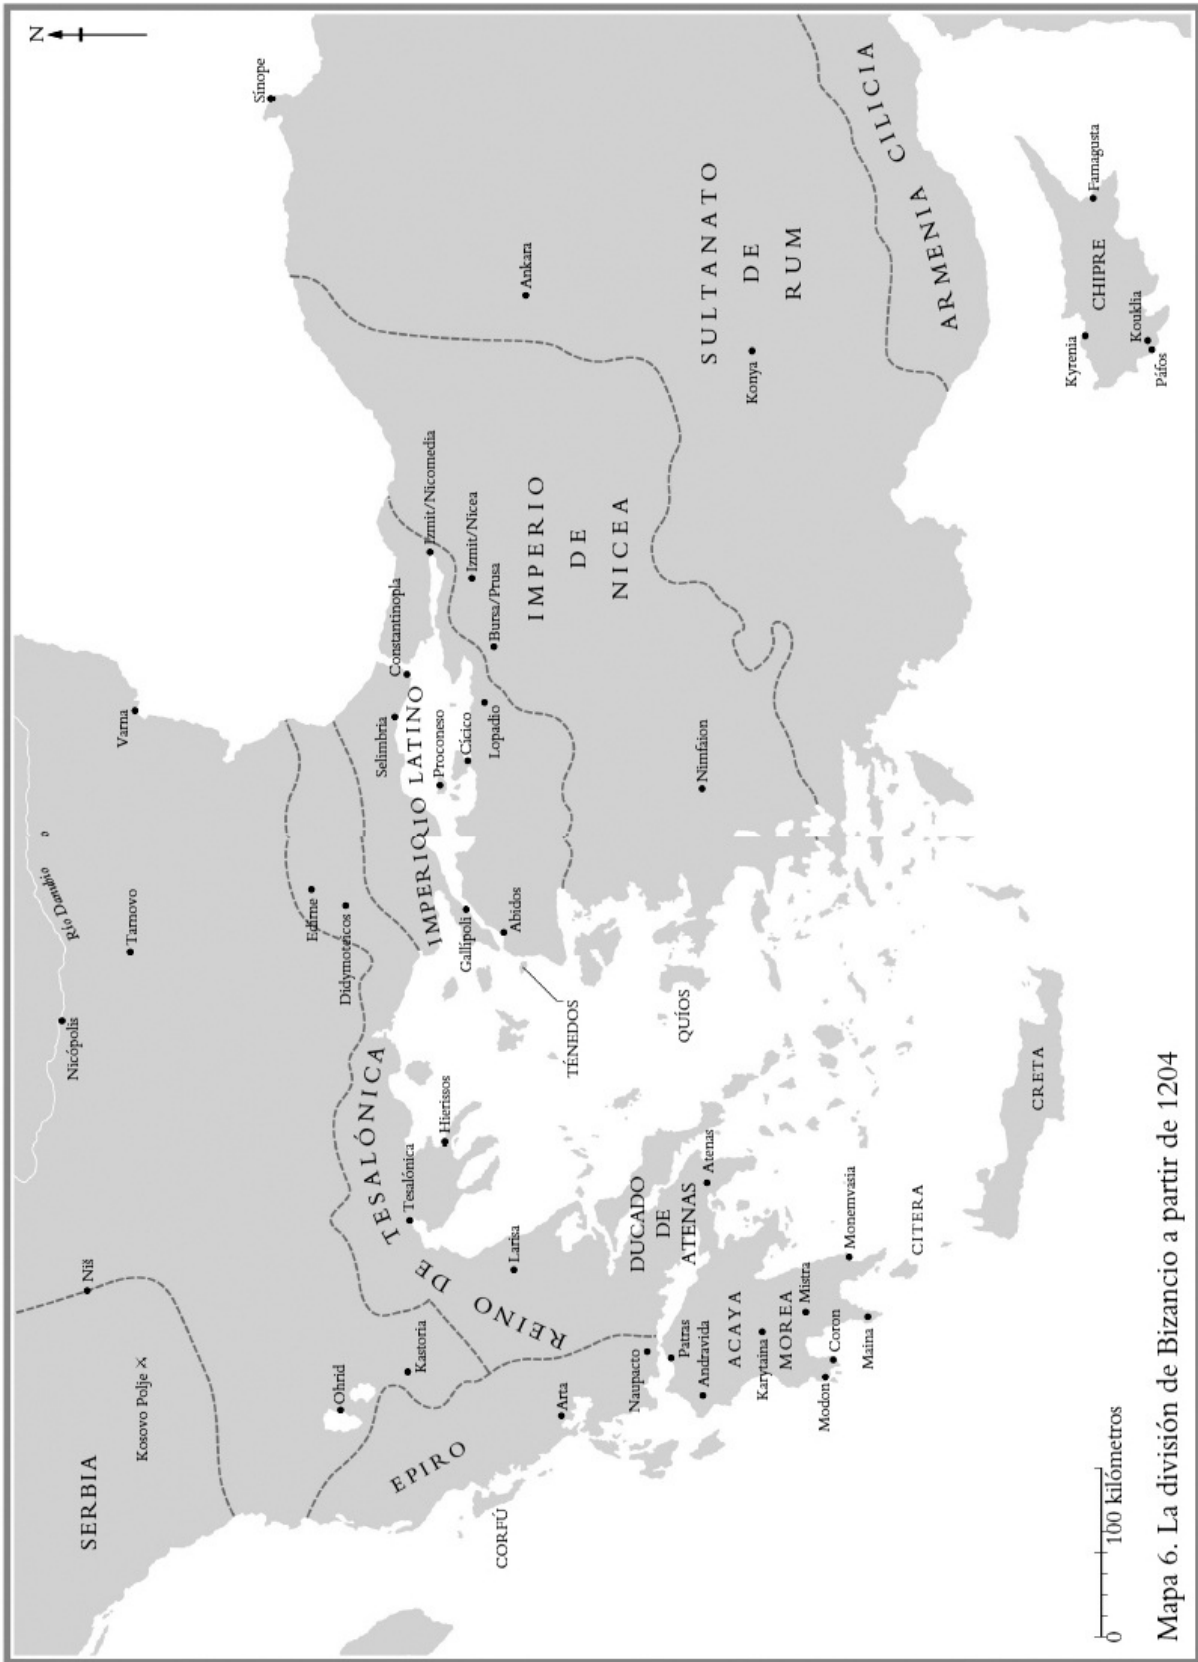 N
Río Danubio
Nicópolis
SERBIA
Niš
Kosovo Polje
Tarnovo
Varna
Sínope
Ohrid
Edirne
Didymoteicos
TESALÓNICA
Selimbria
Constantinopla
Kastoria
Tesalónica
IMPERIORIO LATINO
Izmit/Nicomedia
EPIRO
REINO DE
Hierissos
Proconeso
Gallípoli
Cícico
Izmit/Nicea
CORFÚ
Larisa
Abidos
Lopadio
Bursa/Prusa
Ankara
Arta
TÉNEDOS
IMPERIO
DE
NICEA
Naupacto
DUCADO
DE
ATENAS
Patras
QUÍOS
Andravida
Atenas
Nimfaion
SULTANATO
DE
RUM
ACAYA
Karytaina
Konya
MOREA
Mistra
Modon
Coron
Monemvasia
Maina
ARMENIA CILICIA
CITERA
CRETA
Kyrenia
CHIPRE
Famagusta
Kouklia
Páfos
0
100 kilómetros
Mapa 6. La división de Bizancio a partir de 1204